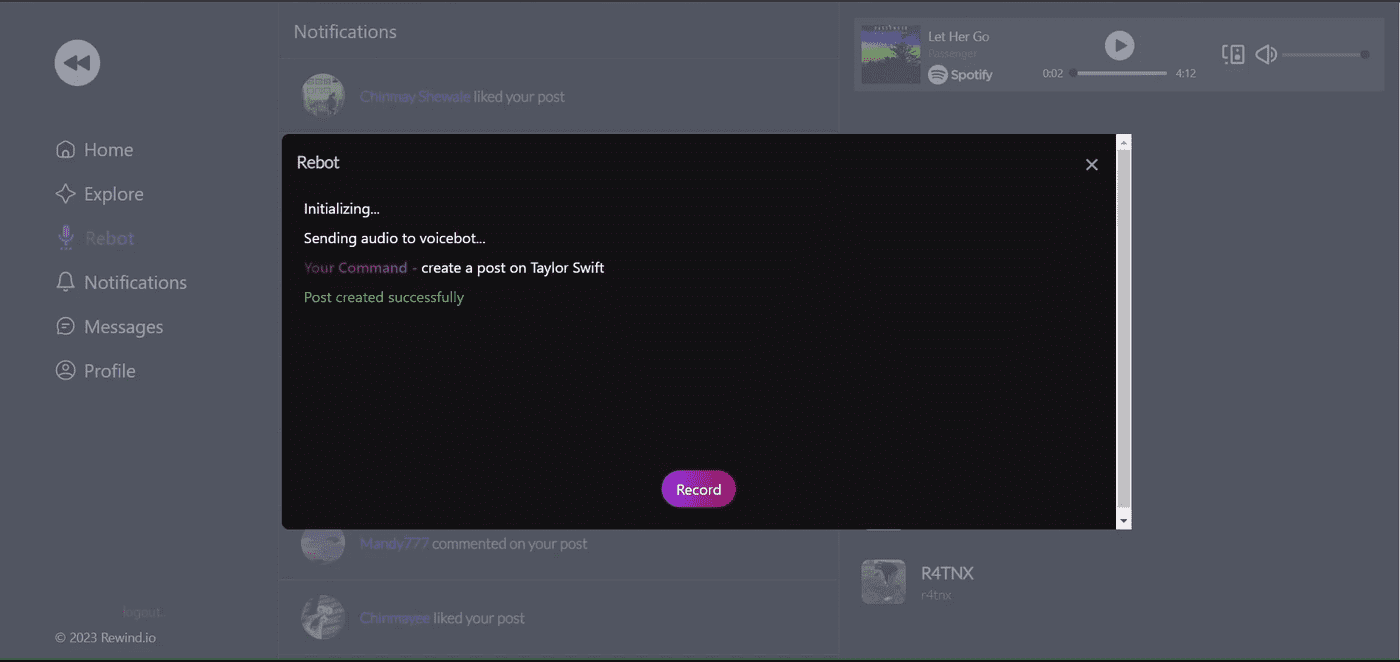 Notifications
Chinmay Shewale liked your post
Let Her Go
Passenger
Spotify
0:02
4:12
Home
Explore
Rebot
Notifications
Messages
Profile
Rebot
Initializing...
Sending audio to voicebot...
Your Command - create a post on Taylor Swift
Post created successfully
Record
Mandy777 commented on your post
Chinmayee liked your post
R4TNX
r4tnx
logout
© 2023 Rewind.io